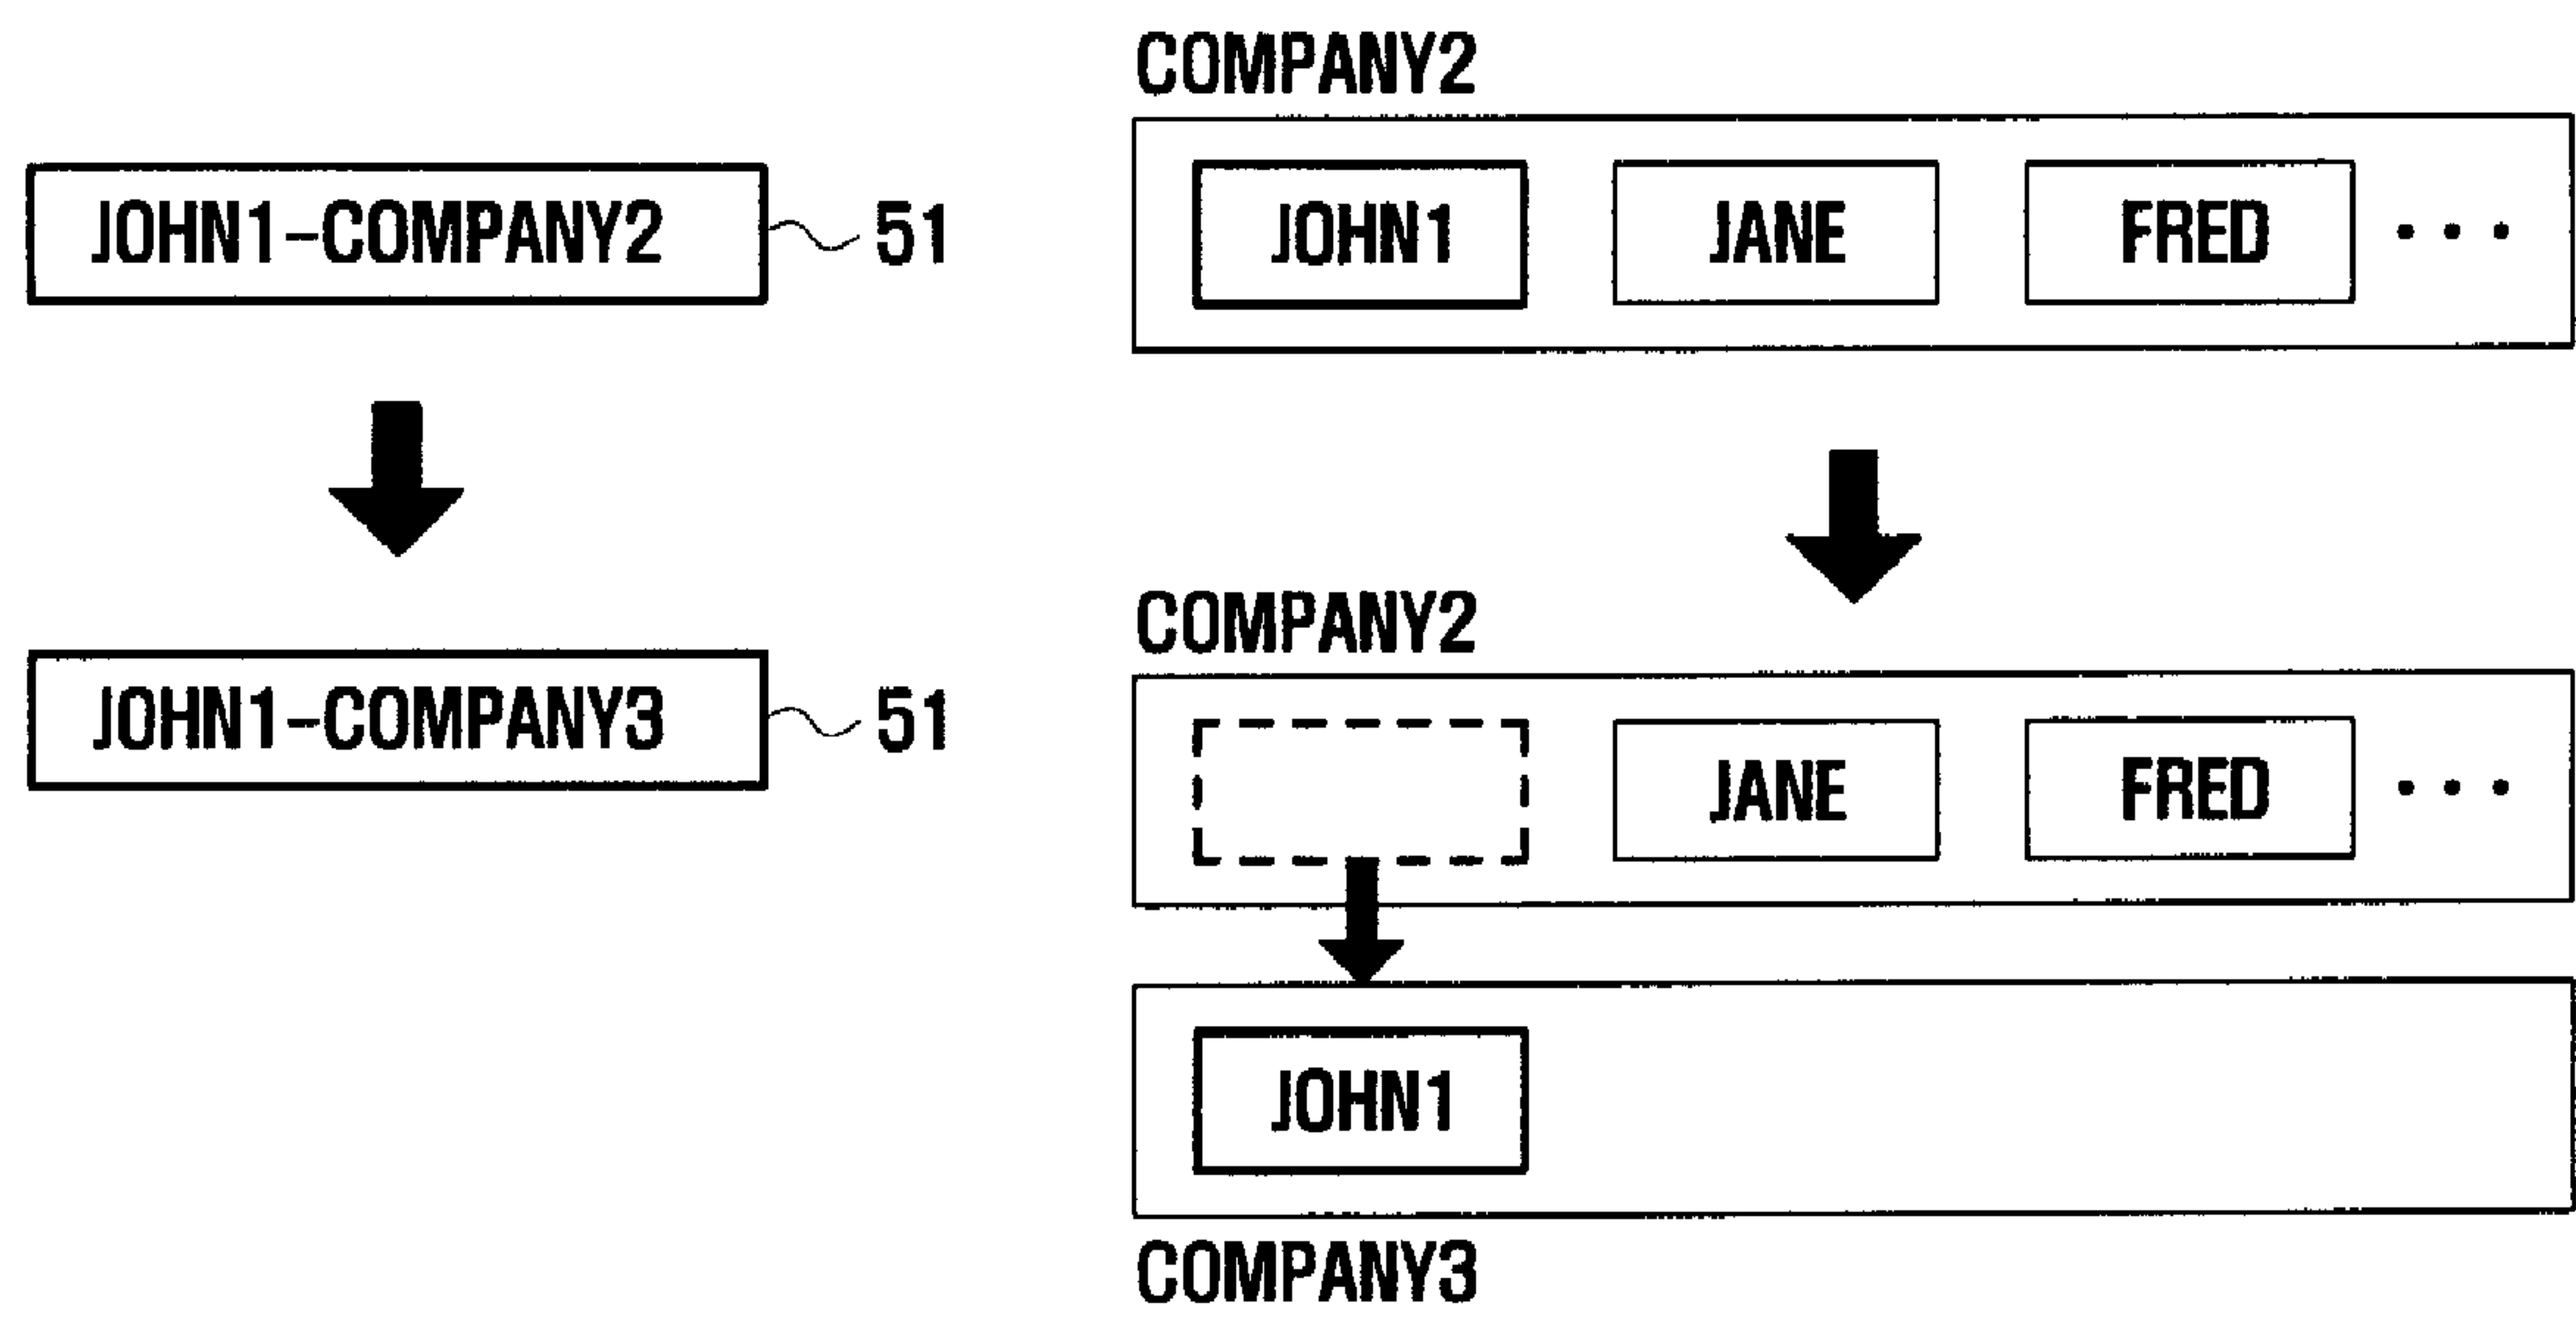 COMPANY2
JOHN1-COMPANY2 51 JOHN1 JANE FRED ...
COMPANY2
JOHN1-COMPANY3 51
JANE FRED ...
JOHN1
COMPANY3